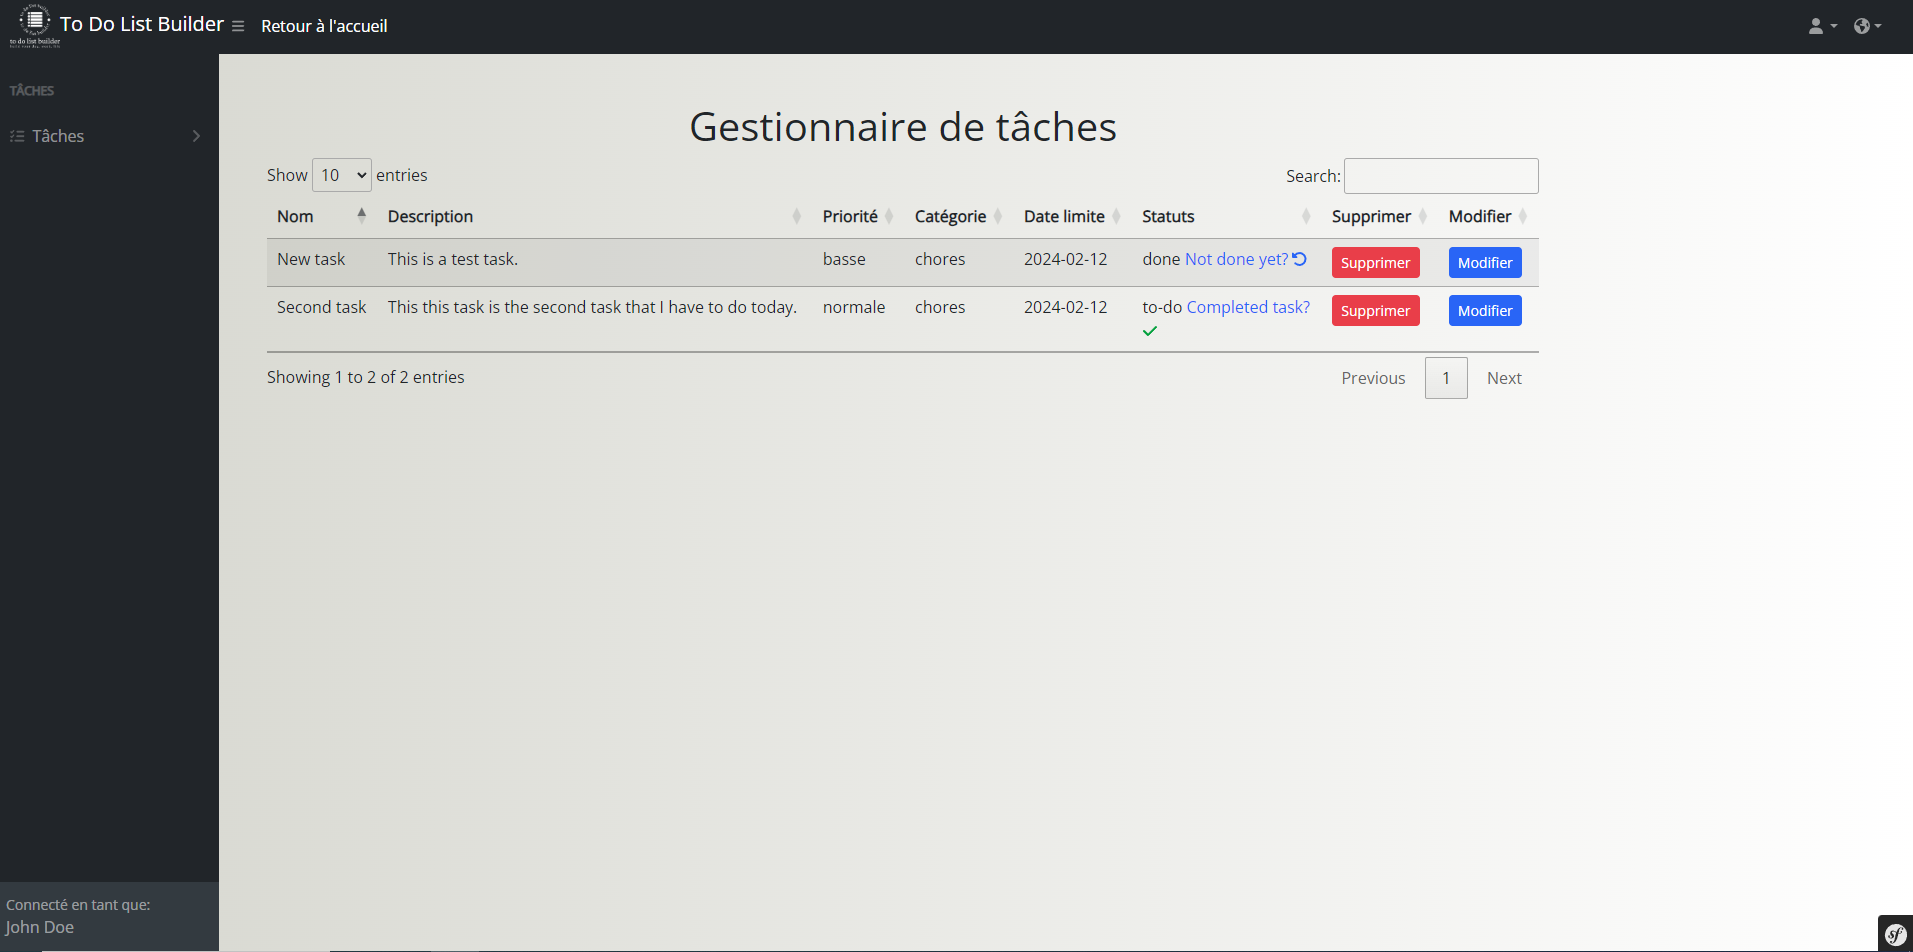 to do list builder
To Do List Builder
Retour à l'accueil
TÂCHES
Tâches
Gestionnaire de tâches
Show 10 entries
Search:
Nom Description Priorité Catégorie Date limite Statuts Supprimer Modifier
New task This is a test task. basse chores 2024-02-12 done Not done yet? Supprimer Modifier
Second task This this task is the second task that I have to do today. normale chores 2024-02-12 to-do Completed task? Supprimer Modifier
Showing 1 to 2 of 2 entries
Previous 1 Next
Connecté en tant que:
John Doe
sf